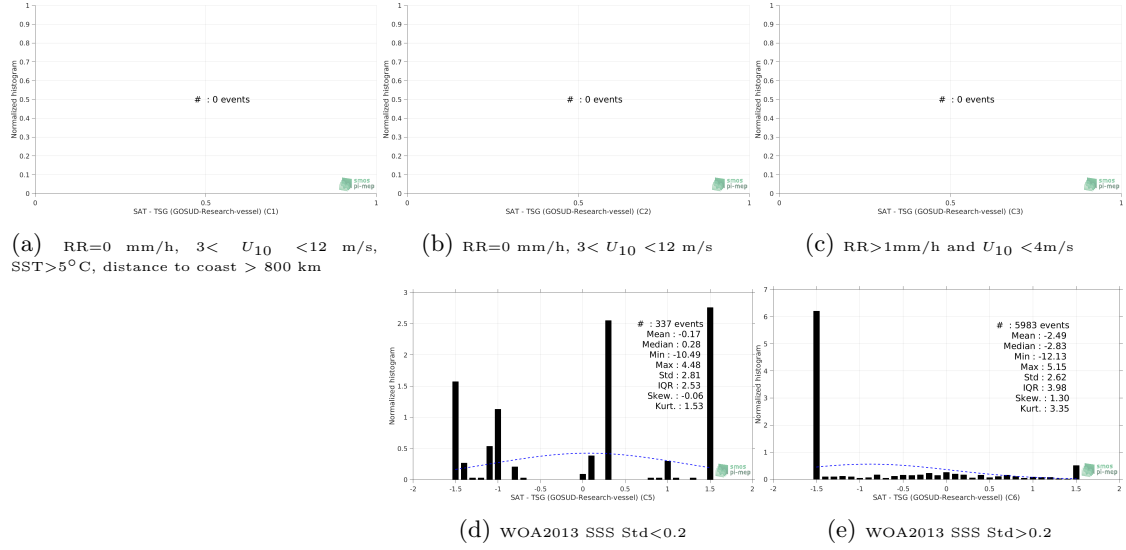 1
0.9
0.8
0.7
0.6
0.5
0.4
0.3
0.2
0.1
0
Normalized histogram
# : 0 events
0 0.5 1
SAT - TSG (GOSUD-Research-vessel) (C1)
smos
pi-mep
(a) RR=0 mm/h, 3< U10 <12 m/s,
SST>5°C, distance to coast > 800 km
1
0.9
0.8
0.7
0.6
0.5
0.4
0.3
0.2
0.1
0
Normalized histogram
# : 0 events
0 0.5 1
SAT - TSG (GOSUD-Research-vessel) (C2)
smos
pi-mep
(b) RR=0 mm/h, 3< U10 <12 m/s
1
0.9
0.8
0.7
0.6
0.5
0.4
0.3
0.2
0.1
0
Normalized histogram
# : 0 events
0 0.5 1
SAT - TSG (GOSUD-Research-vessel) (C3)
smos
pi-mep
(c) RR>1mm/h and U10 <4m/s
3
2.5
2
1.5
1
0.5
0
Normalized histogram
# : 337 events
Mean : -0.17
Median : 0.28
Min : -10.49
Max : 4.48
Std : 2.81
IQR : 2.53
Skew. : -0.06
Kurt. : 1.53
-2 -1.5 -1 -0.5 0 0.5 1 1.5 2
SAT - TSG (GOSUD-Research-vessel) (C5)
smos
pi-mep
(d) WOA2013 SSS Std<0.2
7
6
5
4
3
2
1
0
Normalized histogram
# : 5983 events
Mean : -2.49
Median : -2.83
Min : -12.13
Max : 5.15
Std : 2.62
IQR : 3.98
Skew. : 1.30
Kurt. : 3.35
-2 -1.5 -1 -0.5 0 0.5 1 1.5 2
SAT - TSG (GOSUD-Research-vessel) (C6)
smos
pi-mep
(e) WOA2013 SSS Std>0.2